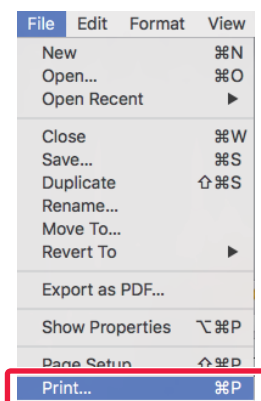 File Edit Format View
New ⌘N
Open... ⌘O
Open Recent ▶
Close ⌘W
Save... ⌘S
Duplicate ⇧⌘S
Rename...
Move To...
Revert To ▶
Export as PDF...
Show Properties ⌥⌘P
Page Setup ⇧⌘P
Print... ⌘P